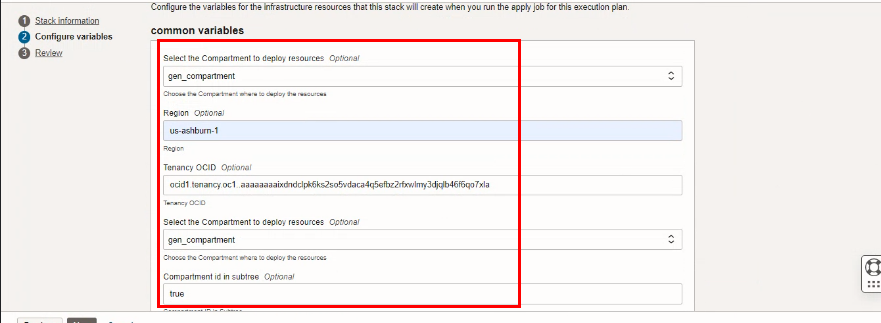 Configure the variables for the infrastructure resources that this stack will create when you run the apply job for this execution plan.
1 Stack information
2 Configure variables
3 Review
common variables
Select the Compartment to deploy resources Optional
gen_compartment
Choose the Compartment where to deploy the resources
Region Optional
us-ashburn-1
Region
Tenancy OCID Optional
ocid1.tenancy.oc1..aaaaaaaaixdndclpk6ks2so5vdaca4q5efbz2rfxwlmy3djqlb46f6qo7xla
Tenancy OCID
Select the Compartment to deploy resources Optional
gen_compartment
Choose the Compartment where to deploy the resources
Compartment id in subtree Optional
true